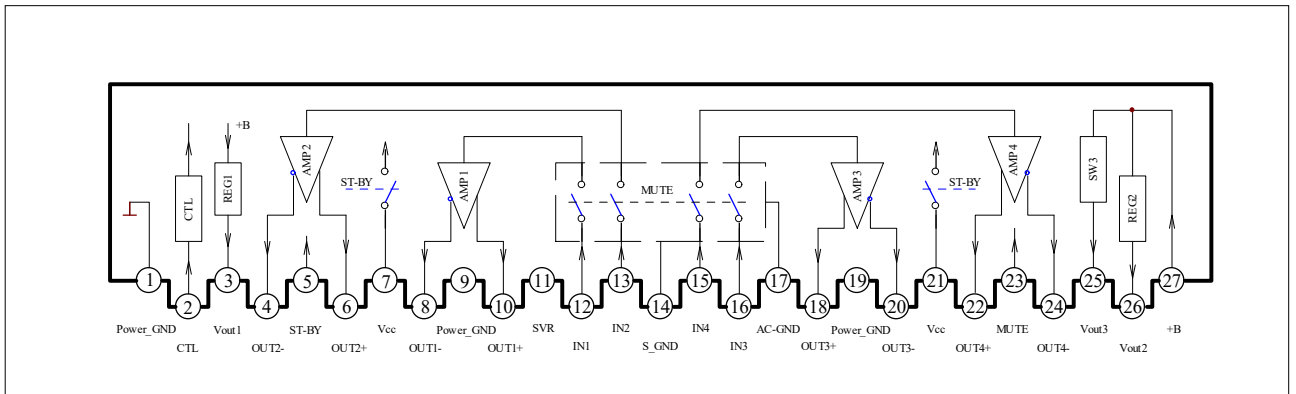 +B
AMP 2
AMP 4
CTL
REG1
ST-BY
AMP 1
MUTE
AMP 3
ST-BY
SW3
REG2
1
3
5
7
9
11
13
15
17
19
21
23
25
27
2
4
6
8
10
12
14
16
18
20
22
24
26
Power_GND
Vout1
ST-BY
Vcc
Power_GND
SVR
IN2
IN4
AC-GND
Power_GND
Vcc
MUTE
Vout3
+B
CTL
OUT2-
OUT2+
OUT1-
OUT1+
IN1
S_GND
IN3
OUT3+
OUT3-
OUT4+
OUT4-
Vout2